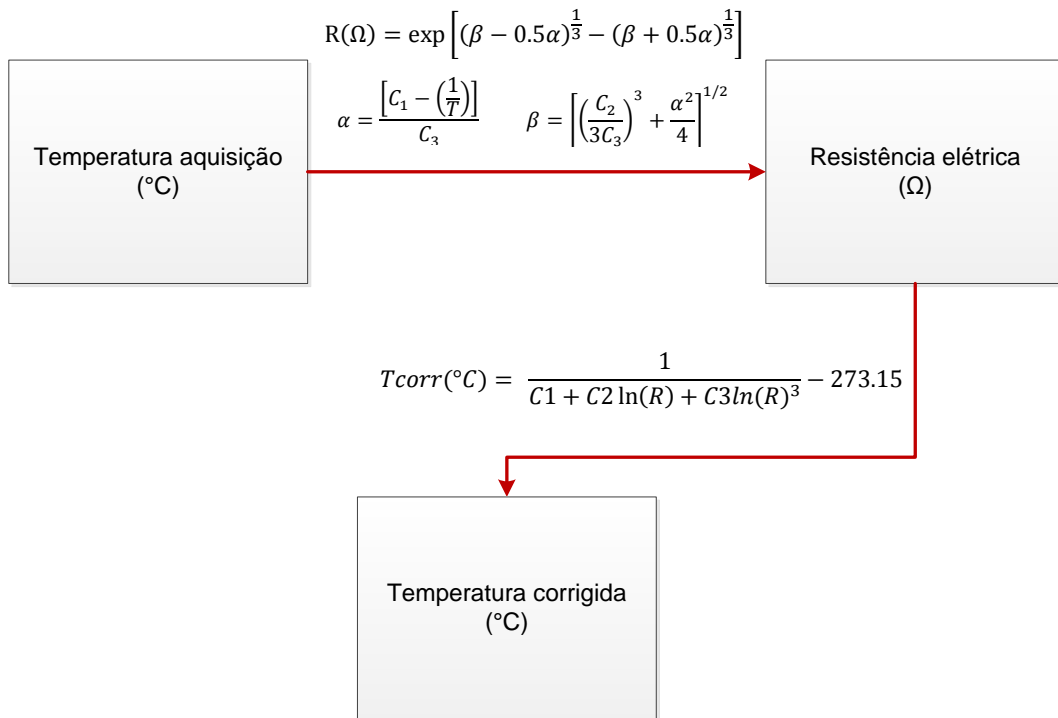 R(Ω) = exp [(β − 0.5α)^{1/3} − (β + 0.5α)^{1/3}]
α = [C₁ − (1/T)] / C₃ β = [(C₂/3C₃)³ + α²/4]^{1/2}
Temperatura aquisição
(°C)
Resistência elétrica
(Ω)
Tcorr(°C) = 1 / (C1 + C2 ln(R) + C3ln(R)³) − 273.15
Temperatura corrigida
(°C)